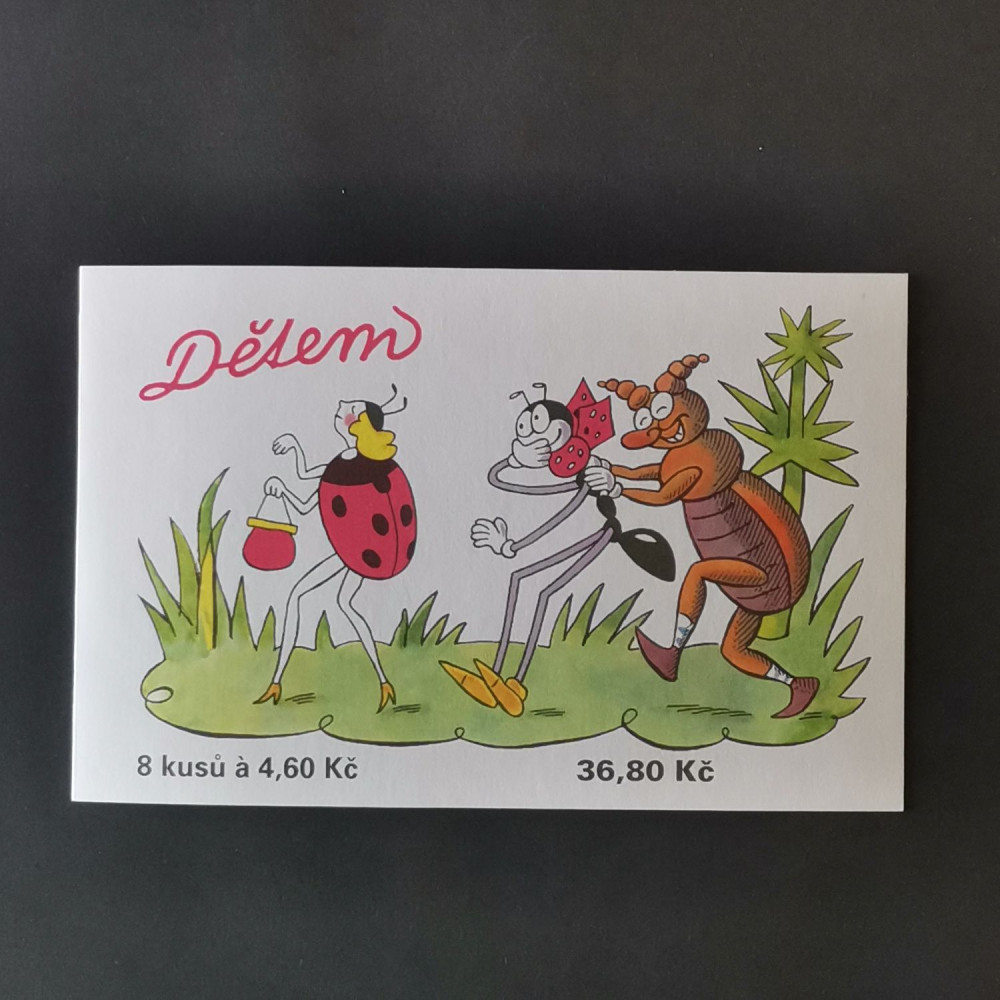 Dětem
8 kusů à 4,60 Kč
36,80 Kč